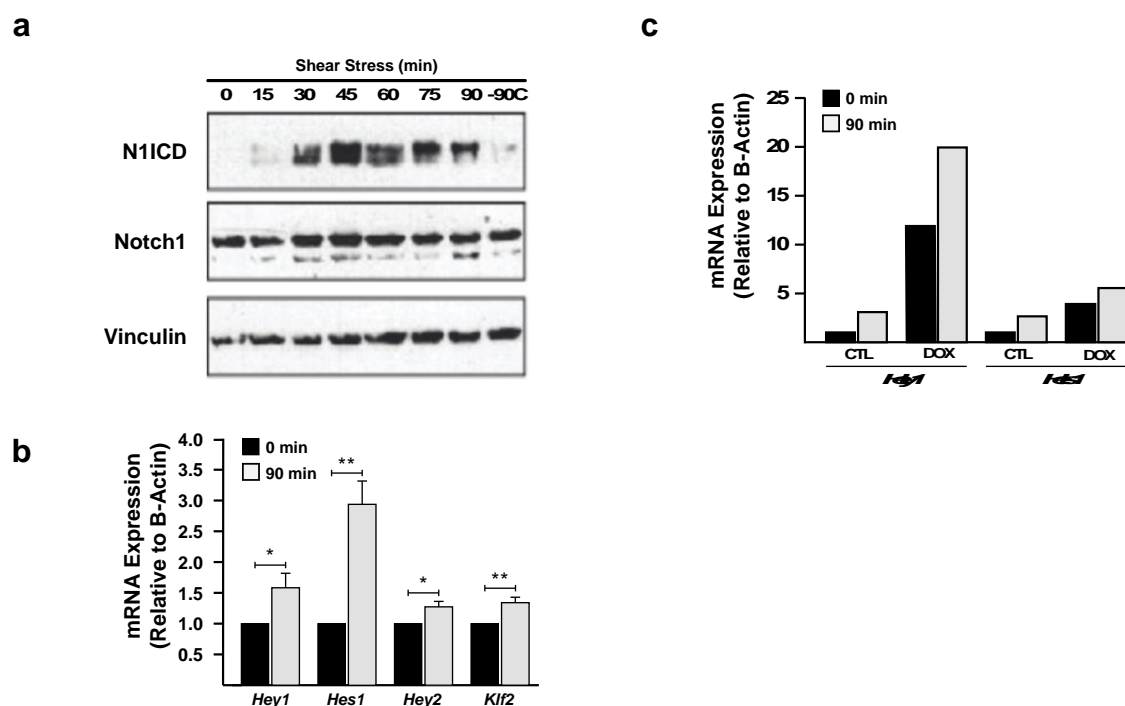 a
Shear Stress (min)
0 15 30 45 60 75 90 -90C
N1ICD
Notch1
Vinculin
b
mRNA Expression
(Relative to B-Actin)
4.0
3.5
3.0
2.5
2.0
1.5
1.0
0.5
0 min
90 min
* ** * **
Hey1 Hes1 Hey2 Klf2
c
mRNA Expression
(Relative to B-Actin)
25
20
15
10
5
0 min
90 min
CTL DOX CTL DOX